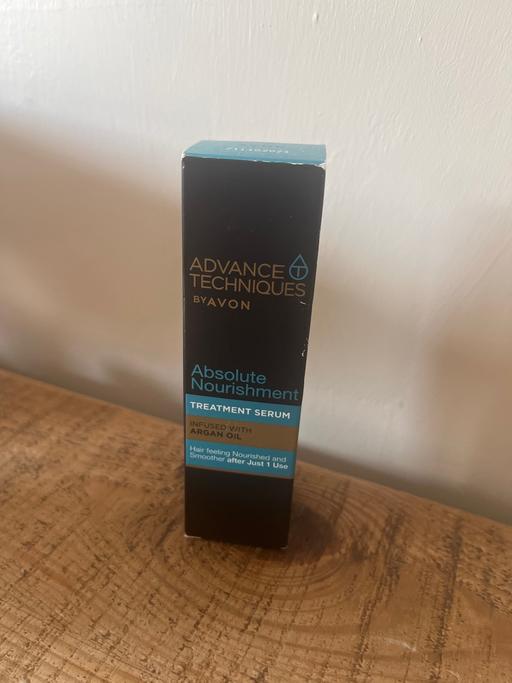 ADVANCE T
TECHNIQUES
BY AVON
Absolute
Nourishment
TREATMENT SERUM
INFUSED WITH
ARGAN OIL
Hair feeling Nourished and
Smoother after Just 1 Use